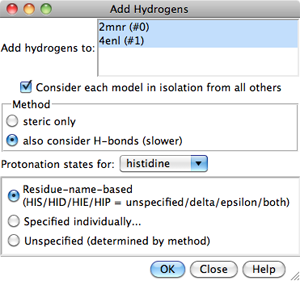 Add Hydrogens
2mnr (#0)
Add hydrogens to: 4enl (#1)
Consider each model in isolation from all others
Method
steric only
also consider H-bonds (slower)
Protonation states for: histidine
Residue-name-based
(HIS/HID/HIE/HIP = unspecified/delta/epsilon/both)
Specified individually...
Unspecified (determined by method)
OK Close Help